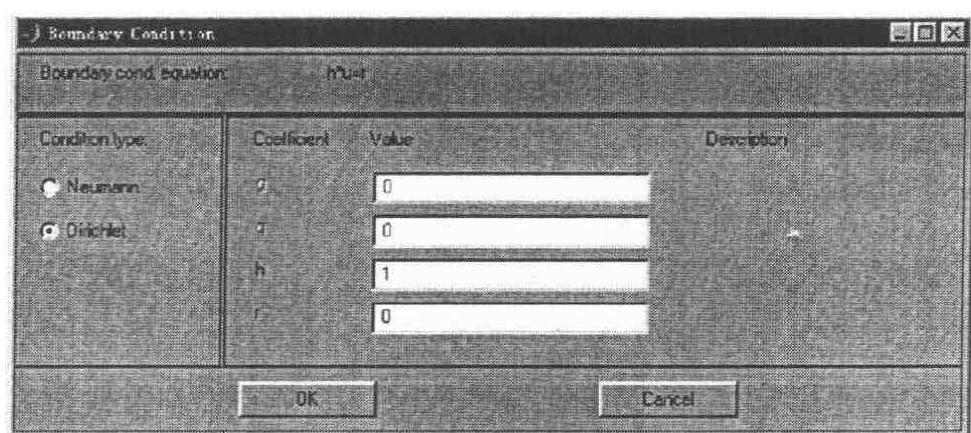 Boundary Condition
Boundary cond. equation: h*u=r
Condition type:
Coefficient Value Description
Neumann
g 0
Dirichlet
q 0
h 1
r 0
OK Cancel